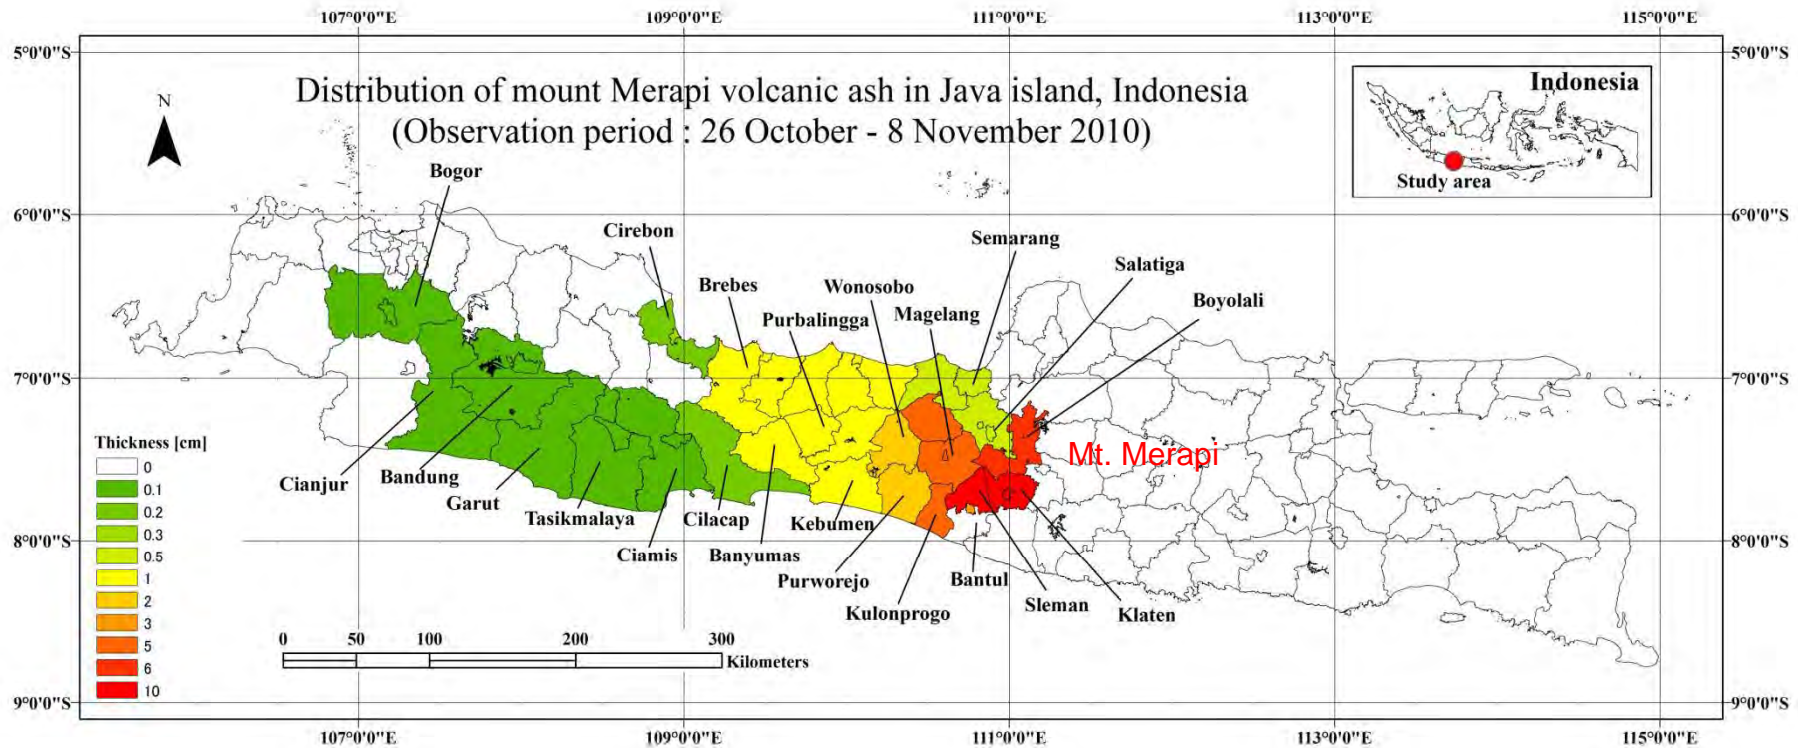 107°0'0"E
109°0'0"E
111°0'0"E
113°0'0"E
115°0'0"E
5°0'0"S
5°0'0"S
Distribution of mount Merapi volcanic ash in Java island, Indonesia
(Observation period : 26 October - 8 November 2010)
Indonesia
Study area
N
Bogor
6°0'0"S
6°0'0"S
Cirebon
Semarang
Salatiga
Brebes
Wonosobo
Boyolali
Purbalingga
Magelang
7°0'0"S
7°0'0"S
Mt. Merapi
Thickness [cm]
0
0.1
0.2
0.3
0.5
1
2
3
5
6
10
Cianjur
Bandung
Garut
Tasikmalaya
Ciamis
Cilacap
Banyumas
Kebumen
Purworejo
Kulonprogo
Bantul
Sleman
Klaten
8°0'0"S
8°0'0"S
0 50 100 200 300
Kilometers
9°0'0"S
9°0'0"S
107°0'0"E
109°0'0"E
111°0'0"E
113°0'0"E
115°0'0"E